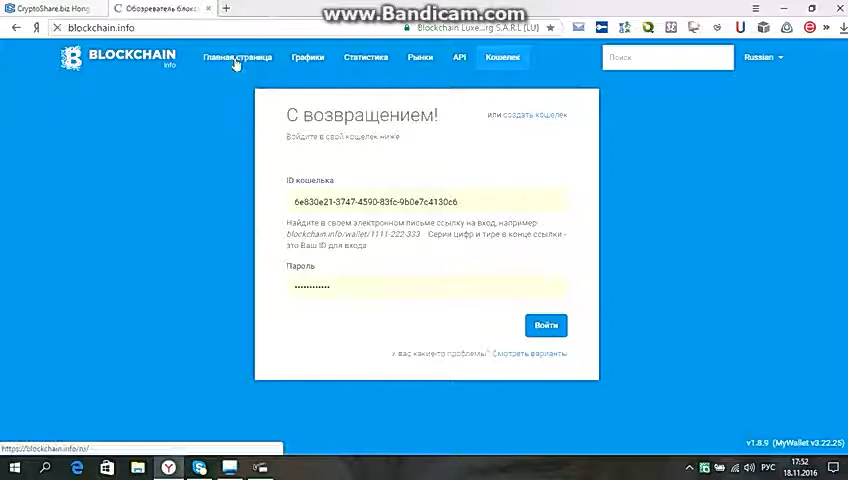 www.Bandicam.com
CryptoShare.biz Hong
Обозреватель блока
blockchain.info
Blockchain Luxe...rg S.A.R.L (LU)
BLOCKCHAIN
info
Главная страница
Графики
Статистика
Рынки
API
Кошелек
Поиск
Russian
С возвращением!
или создать кошелек
Войдите в свой кошелек ниже
ID кошелька
6e830e21-3747-4590-83fc-9b0e7c4130c6
Найдите в своем электронном письме ссылку на вход, например
blockchain.info/wallet/1111-222-333 Серии цифр и тире в конце ссылки -
это Ваш ID для входа
Пароль
••••••••••••
Войти
У вас какие-то проблемы? Смотреть варианты
https://blockchain.info/ru/
v1.8.9 (MyWallet v3.22.25)
РУС
17:52
18.11.2016